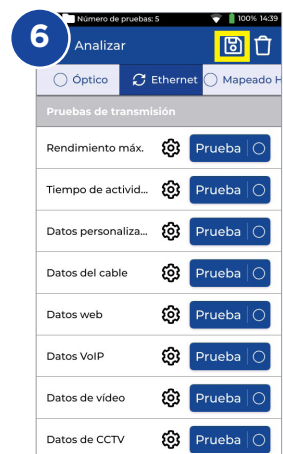 6
Número de pruebas: 5 100% 14:39
Analizar
Óptico Ethernet Mapeado H
Pruebas de transmisión
Rendimiento máx. Prueba
Tiempo de activid... Prueba
Datos personaliza... Prueba
Datos del cable Prueba
Datos web Prueba
Datos VoIP Prueba
Datos de vídeo Prueba
Datos de CCTV Prueba